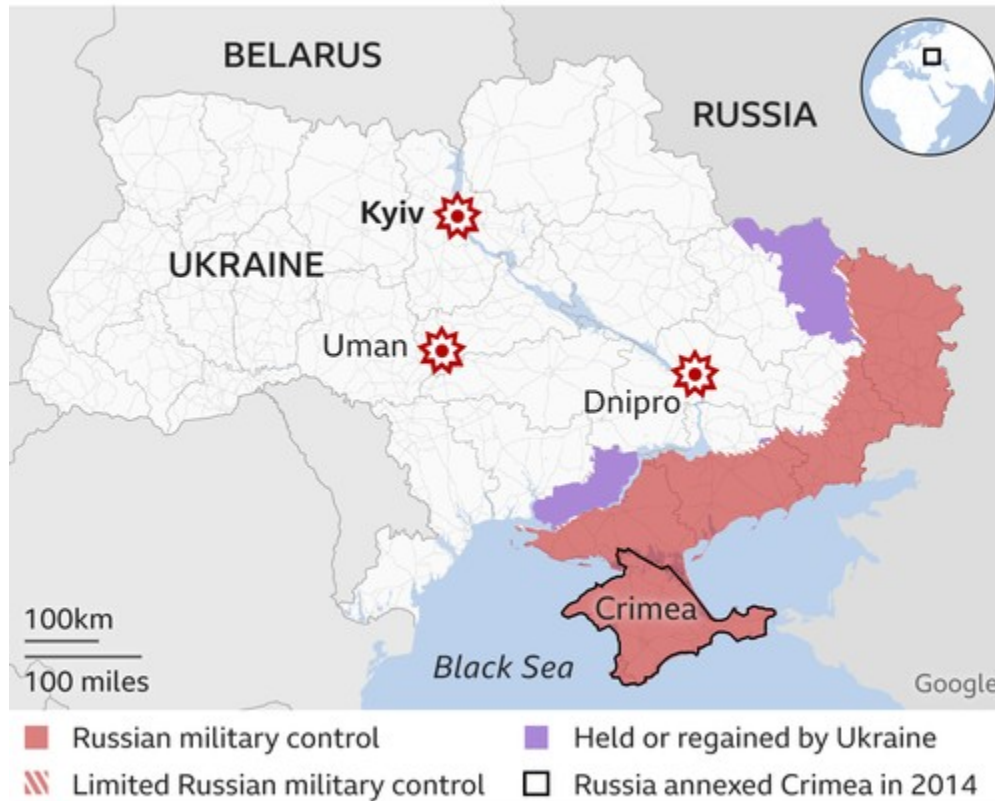 BELARUS
RUSSIA
Kyiv
UKRAINE
Uman
Dnipro
Crimea
100km
100 miles
Black Sea
Google
Russian military control
Held or regained by Ukraine
Limited Russian military control
Russia annexed Crimea in 2014